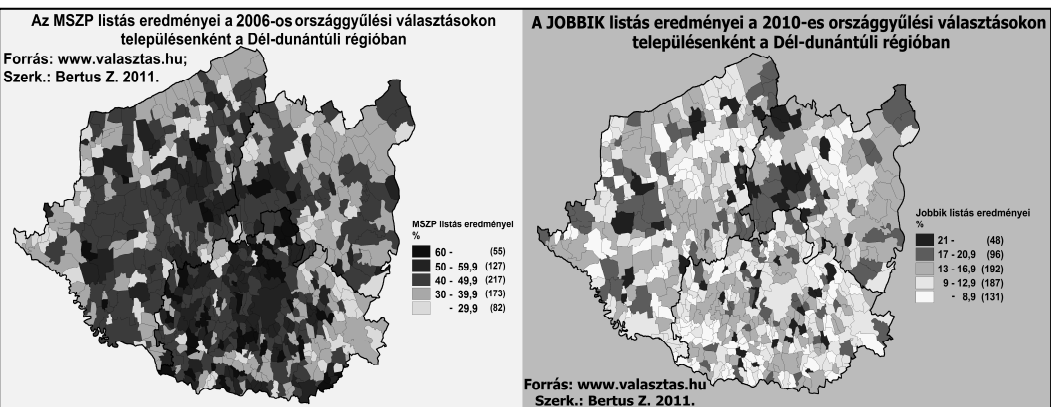 Az MSZP listás eredményei a 2006-os országgyűlési választásokon
településenként a Dél-dunántúli régióban
Forrás: www.valasztas.hu;
Szerk.: Bertus Z. 2011.
MSZP listás eredményei
%
60 - (55)
50 - 59,9 (127)
40 - 49,9 (217)
30 - 39,9 (173)
- 29,9 (82)
A JOBBIK listás eredményei a 2010-es országgyűlési választásokon
településenként a Dél-dunántúli régióban
Jobbik listás eredményei
%
21 - (48)
17 - 20,9 (96)
13 - 16,9 (192)
9 - 12,9 (187)
- 8,9 (131)
Forrás: www.valasztas.hu
Szerk.: Bertus Z. 2011.